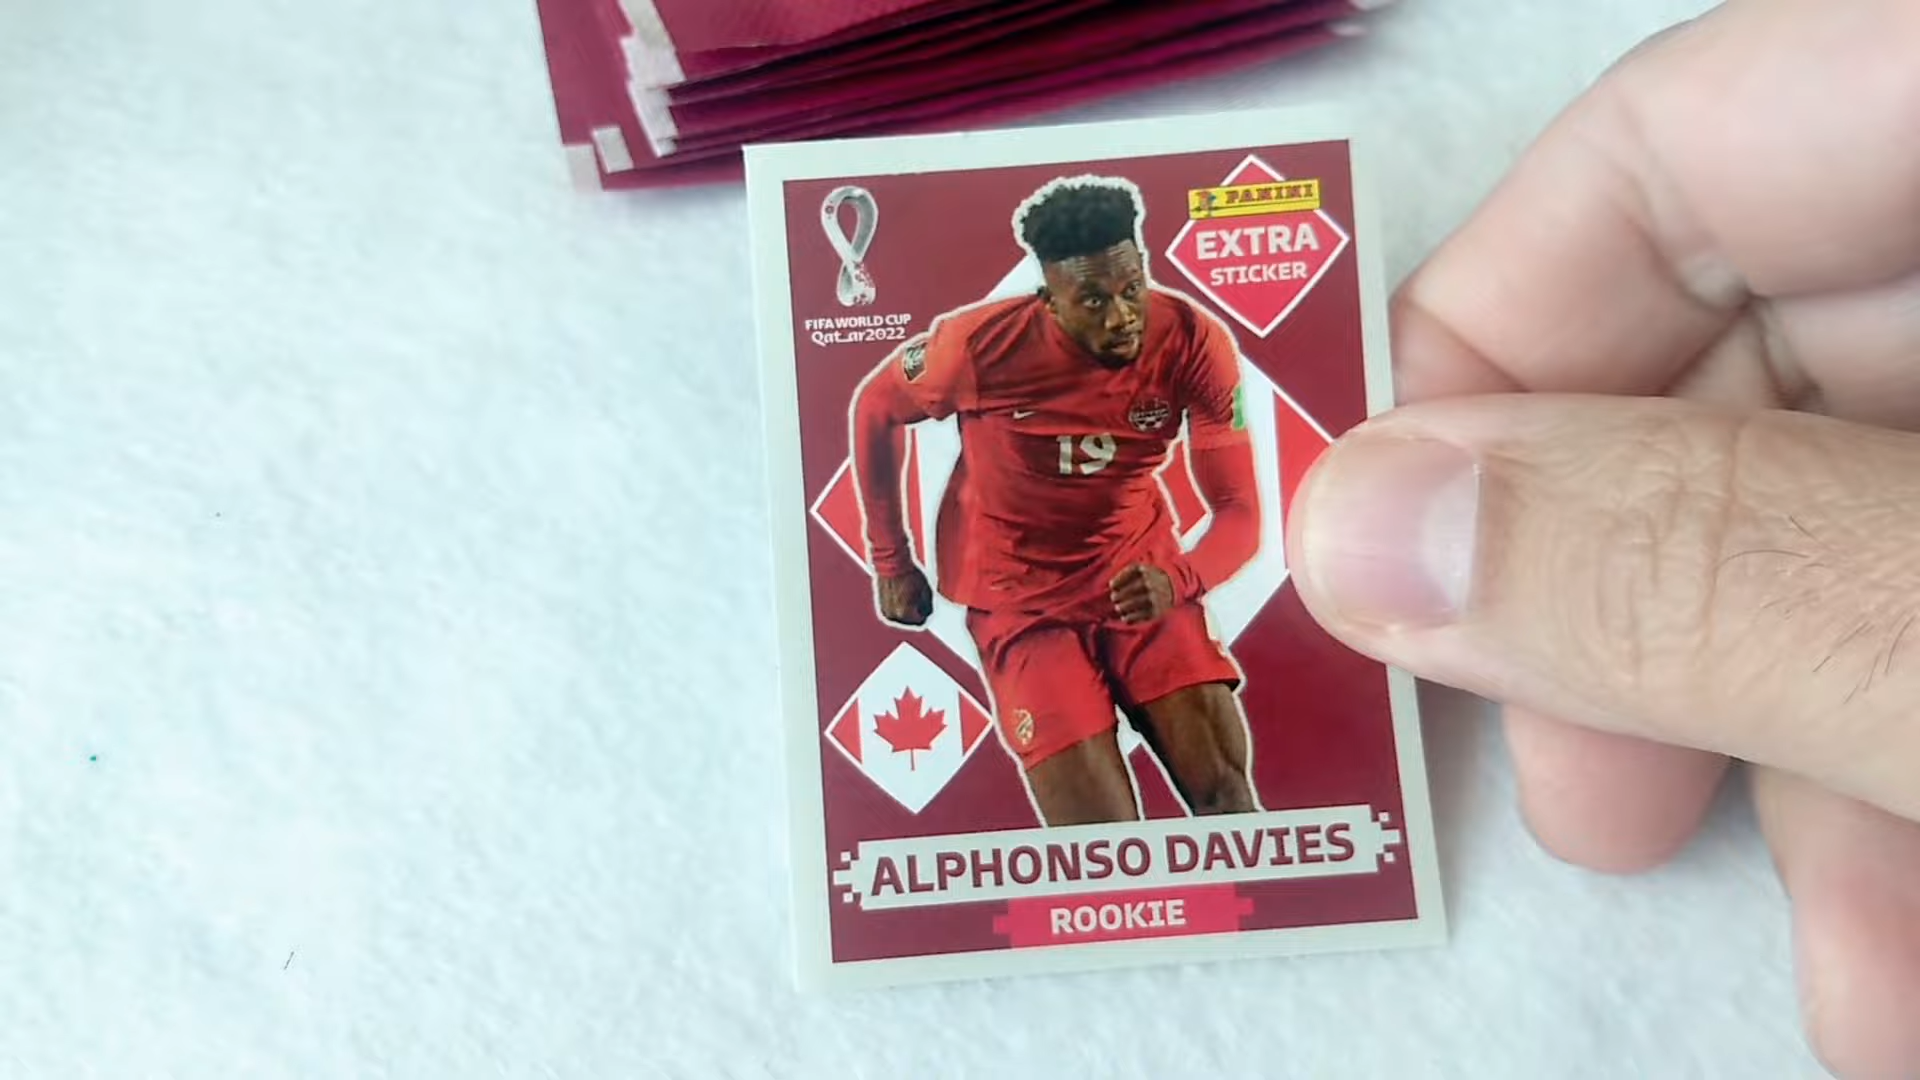 PANINI
EXTRA
STICKER
FIFA WORLD CUP
Qatar2022
19
ALPHONSO DAVIES
ROOKIE